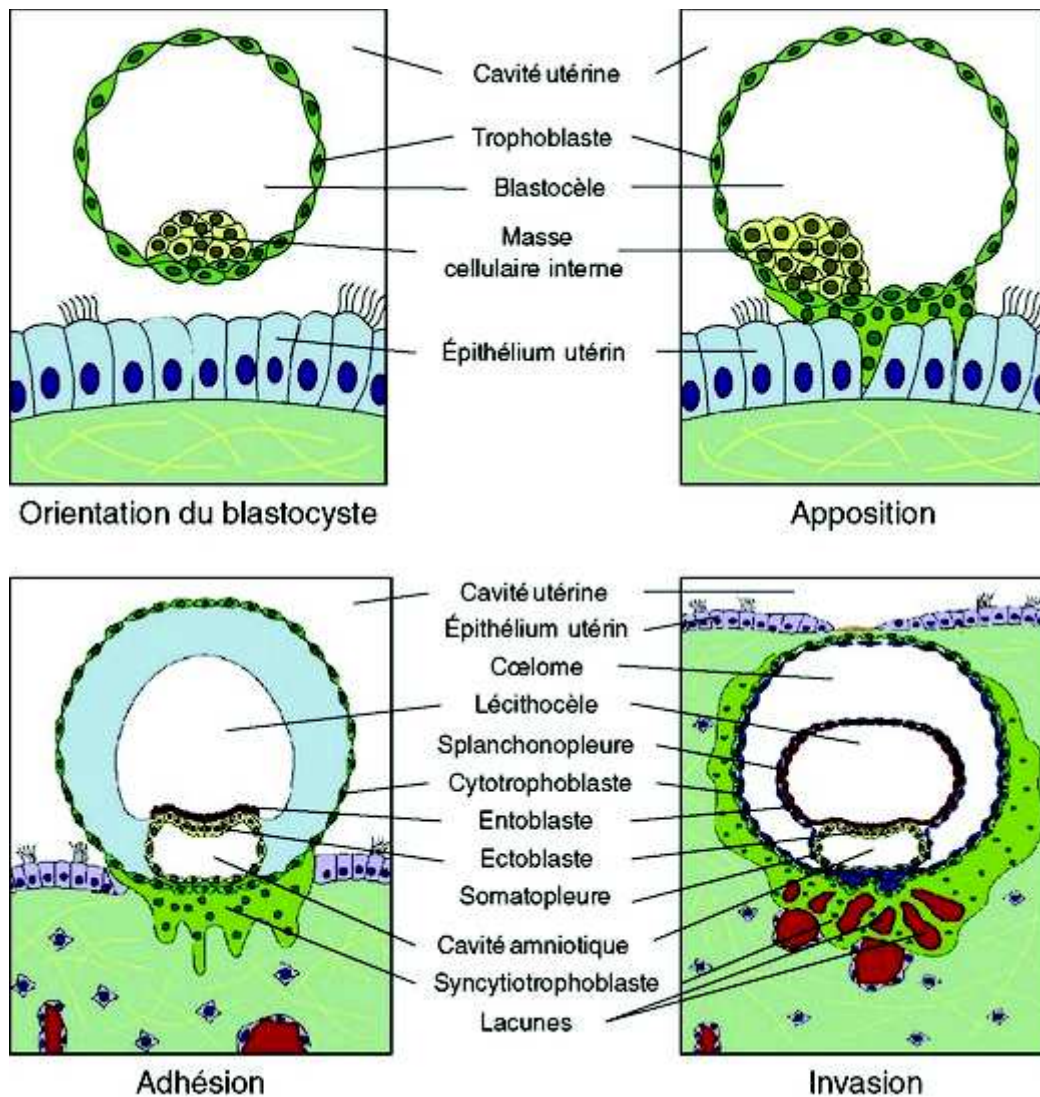 Cavité utérine
Trophoblaste
Blastocèle
Masse
cellulaire interne
Épithélium utérin
Orientation du blastocyste
Apposition
Cavité utérine
Épithélium utérin
Cœlome
Lécithocèle
Splanchonopleure
Cytotrophoblaste
Entoblaste
Ectoblaste
Somatopleure
Cavité amniotique
Syncytiotrophoblaste
Lacunes
Adhésion
Invasion